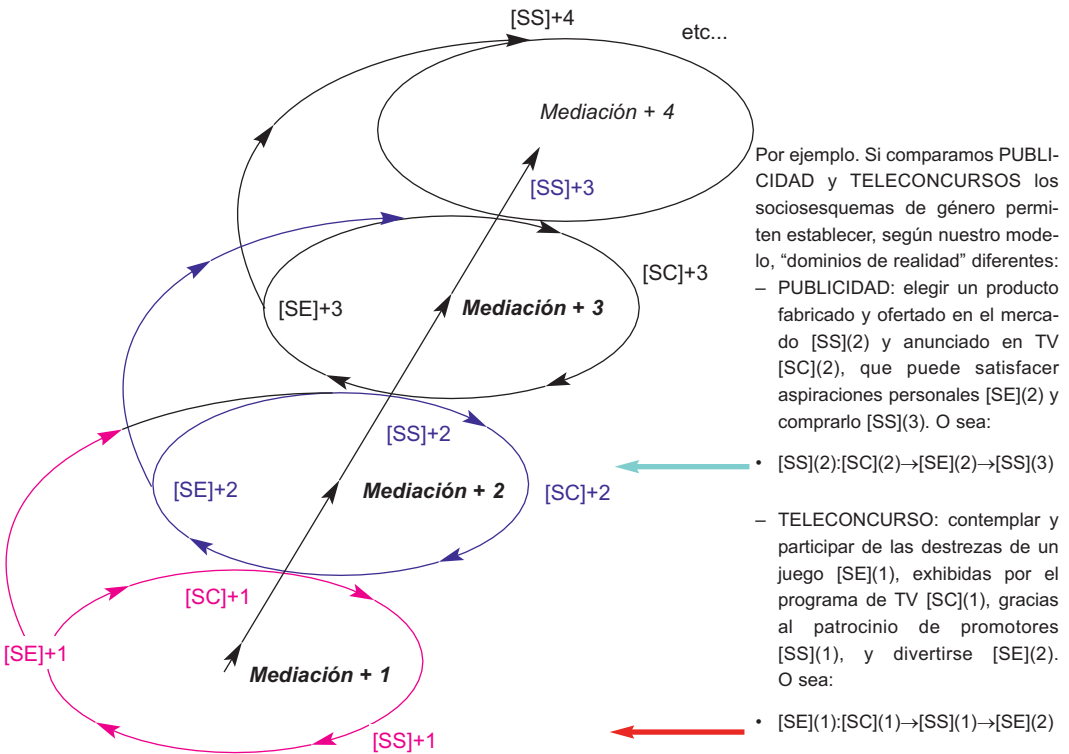 [SS]+4
etc...
Mediación + 4
[SS]+3
[SC]+3
[SE]+3
Mediación + 3
[SS]+2
[SE]+2
Mediación + 2
[SC]+2
[SC]+1
[SE]+1
Mediación + 1
[SS]+1
Por ejemplo. Si comparamos PUBLI-
CIDAD y TELECONCURSOS los
sociosesquemas de género permi-
ten establecer, según nuestro mode-
lo, “dominios de realidad” diferentes:
– PUBLICIDAD: elegir un producto
fabricado y ofertado en el merca-
do [SS](2) y anunciado en TV
[SC](2), que puede satisfacer
aspiraciones personales [SE](2) y
comprarlo [SS](3). O sea:
• [SS](2):[SC](2)→[SE](2)→[SS](3)
– TELECONCURSO: contemplar y
participar de las destrezas de un
juego [SE](1), exhibidas por el
programa de TV [SC](1), gracias
al patrocinio de promotores
[SS](1), y divertirse [SE](2).
O sea:
• [SE](1):[SC](1)→[SS](1)→[SE](2)